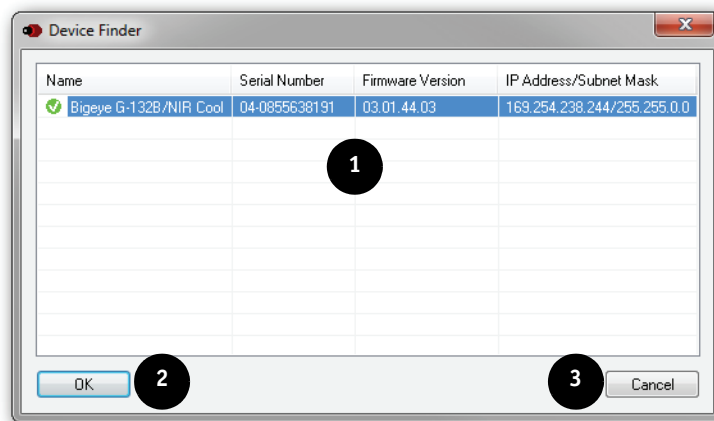 Device Finder
Name Serial Number Firmware Version IP Address/Subnet Mask
Bigeye G-132B/NIR Cool 04-0855638191 03.01.44.03 169.254.238.244/255.255.0.0
1
OK 2 3 Cancel